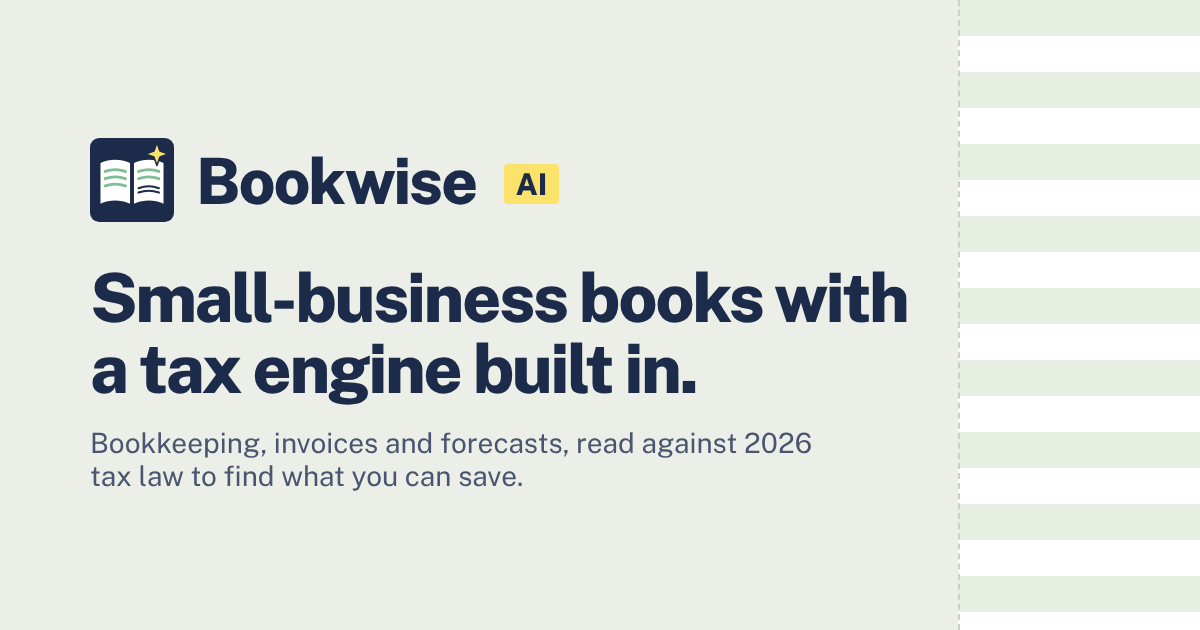 Bookwise AI
Small-business books with
a tax engine built in.
Bookkeeping, invoices and forecasts, read against 2026
tax law to find what you can save.